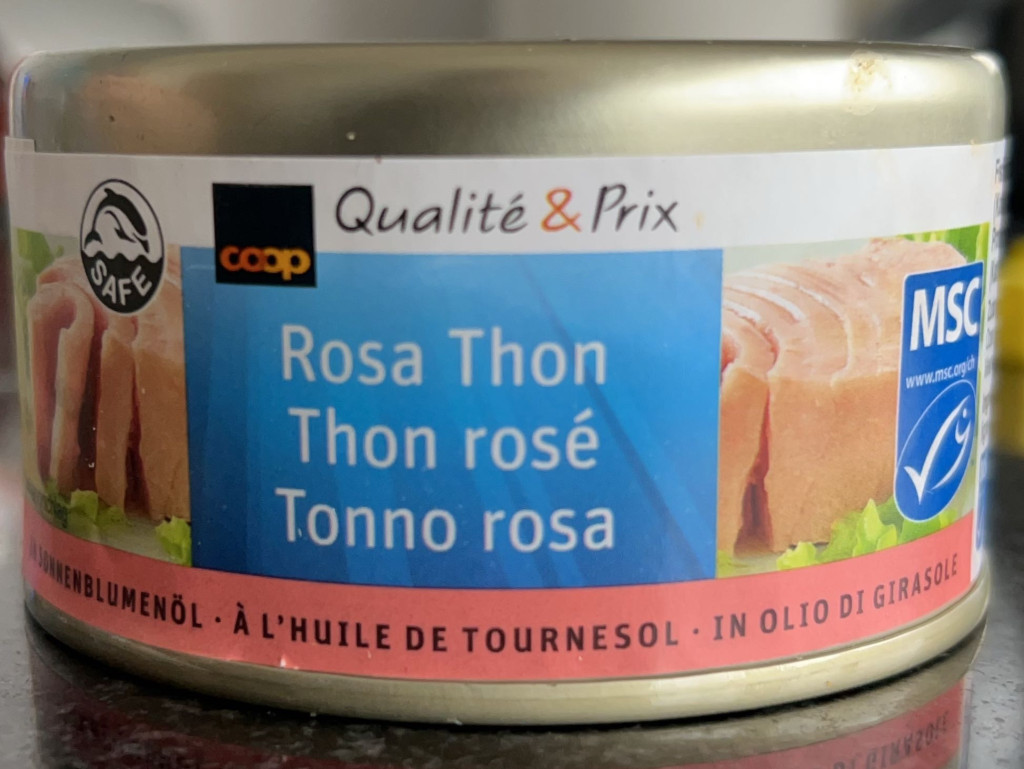 SAFE
coop
Qualité & Prix
Rosa Thon
Thon rosé
Tonno rosa
MSC
www.msc.org/ch
SONNENBLUMENÖL · À L'HUILE DE TOURNESOL · IN OLIO DI GIRASOLE